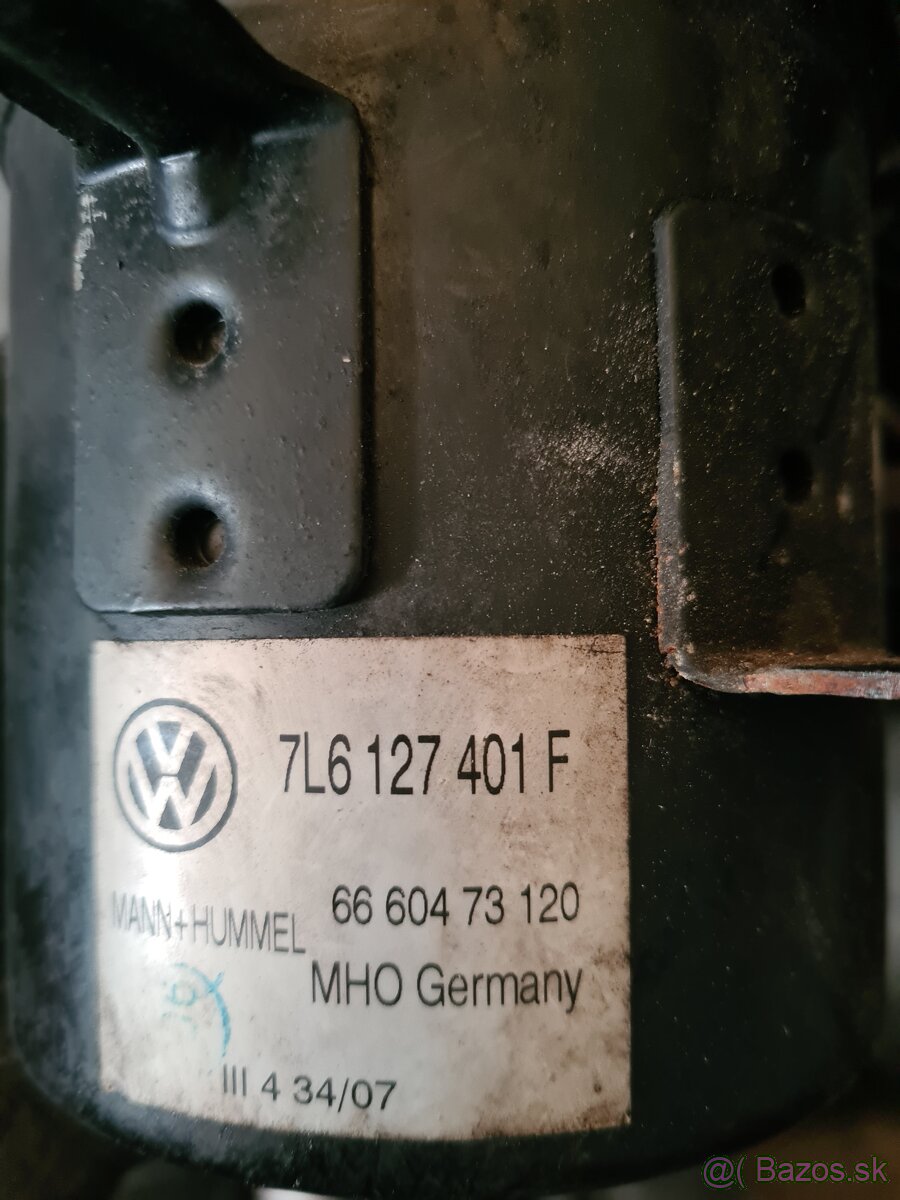 7L6 127 401 F
66 604 73 120
MANN+HUMMEL
MHO Germany
III 4 34/07
@( Bazos.sk